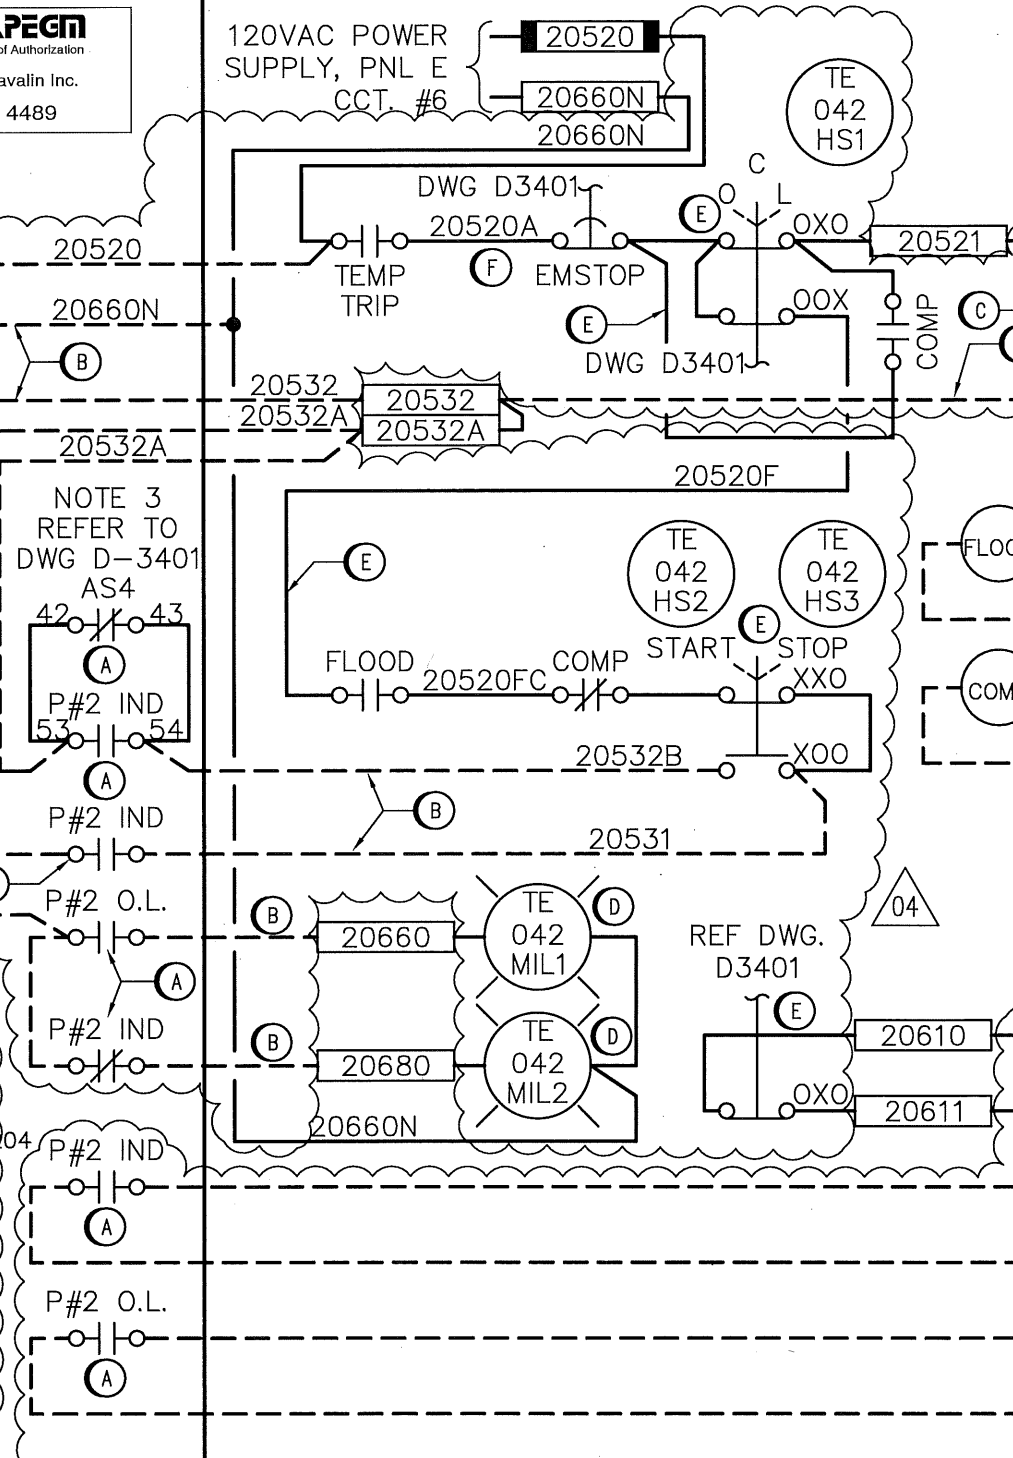 APEGM
of Authorization
avalin Inc.
4489
120VAC POWER
SUPPLY, PNL E
CCT. #6
20520
20660N
20660N
TE
042
HS1
DWG D3401
C
O L
E
OXO
20521
20520
20520A
F
TEMP
TRIP
EMSTOP
20660N
E
OOX
COMP
C
B
DWG D3401
20532
20532
20532A
20532A
20532A
20520F
NOTE 3
REFER TO
DWG D-3401
AS4
42 43
A
E
TE
042
HS2
TE
042
HS3
E
START STOP
FLOOD
20520FC
COMP
XXO
P#2 IND
53 54
A
20532B
XOO
B
P#2 IND
20531
P#2 O.L.
B
20660
TE
042
MIL1
D
04
REF DWG.
D3401
A
E
P#2 IND
B
20680
TE
042
MIL2
D
20610
OXO
20611
20660N
04
P#2 IND
A
P#2 O.L.
A